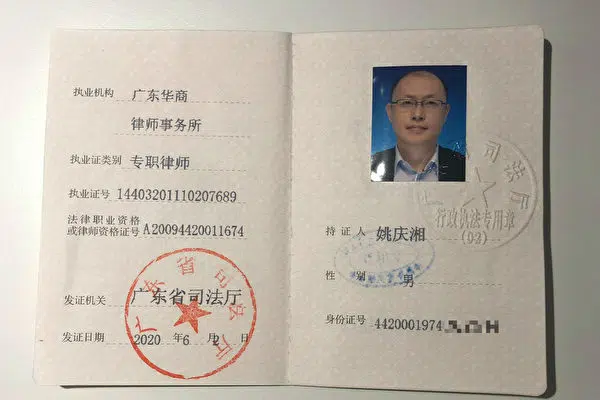 执业机构 广东华商
律师事务所
执业证类别 专职律师
执业证号 14403201110207689
法律职业资格
或律师资格证号 A20094420011674
发证机关 广东省司法厅
发证日期 2020 年 6 月 2 日
广东省司法厅
司法厅
行政执法专用章
(03)
持证人 姚庆湘
性别 男
身份证号 4420001974